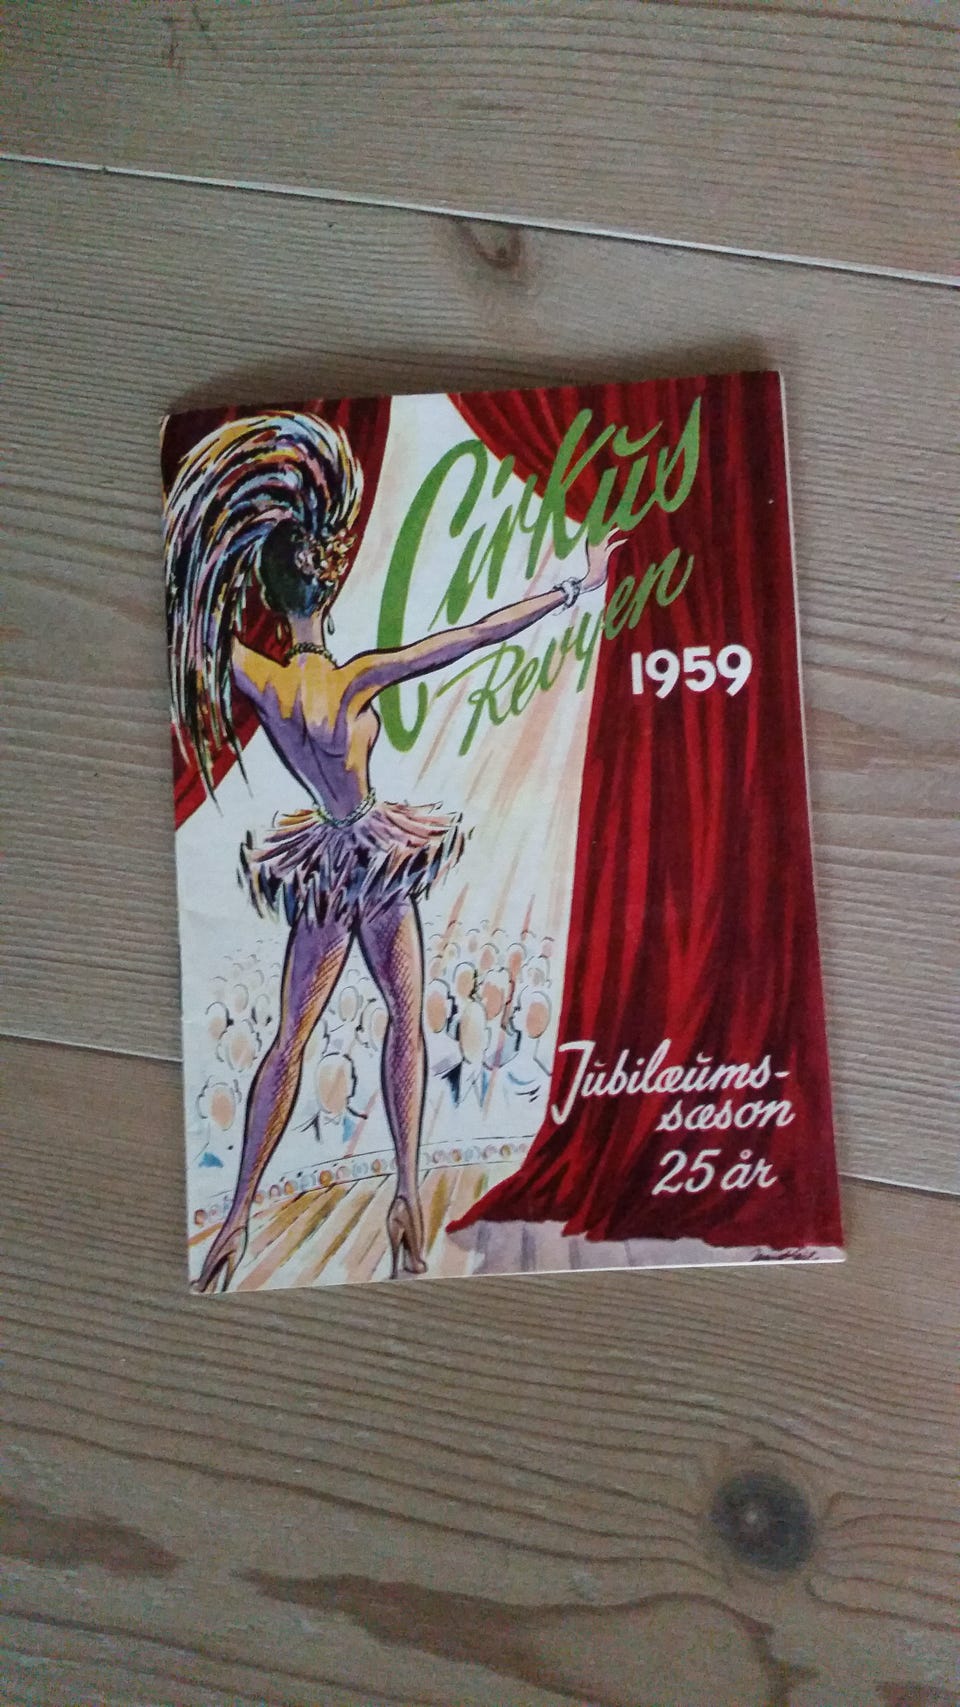 Cirkus
Revyen
1959
Jubilæums-
sæson
25 år